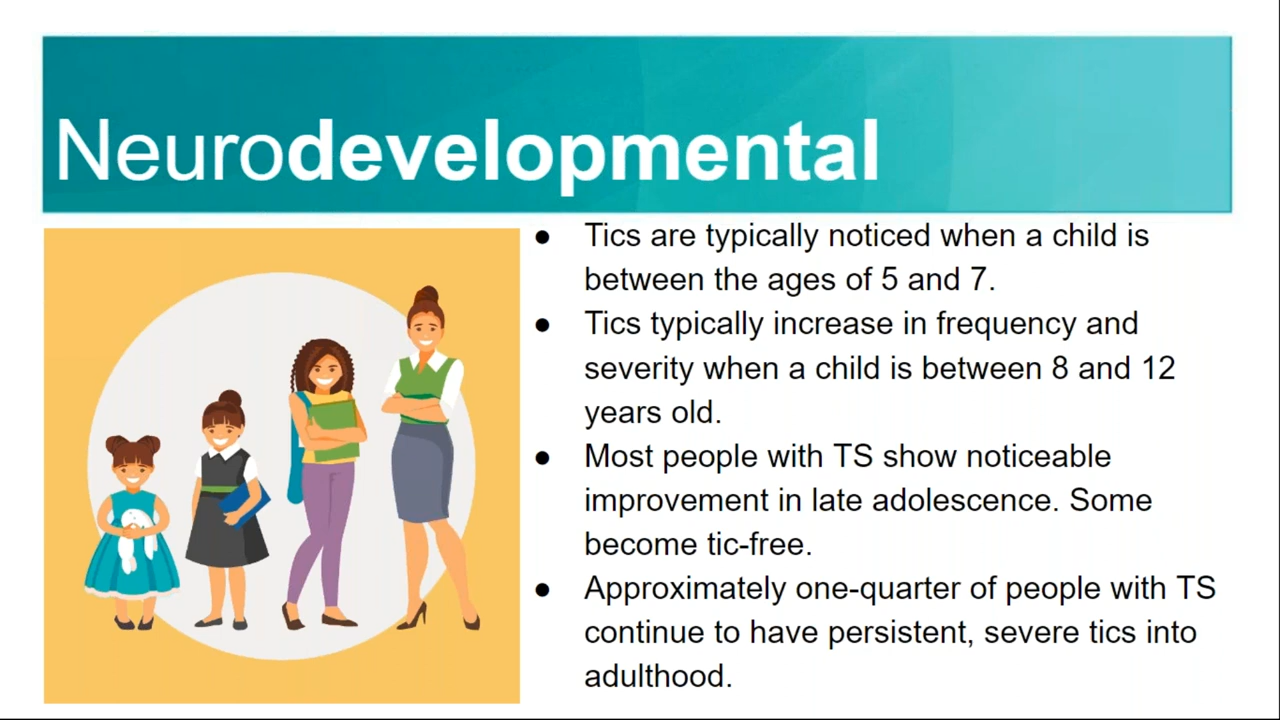 Neurodevelopmental
● Tics are typically noticed when a child is
between the ages of 5 and 7.
● Tics typically increase in frequency and
severity when a child is between 8 and 12
years old.
● Most people with TS show noticeable
improvement in late adolescence. Some
become tic-free.
● Approximately one-quarter of people with TS
continue to have persistent, severe tics into
adulthood.